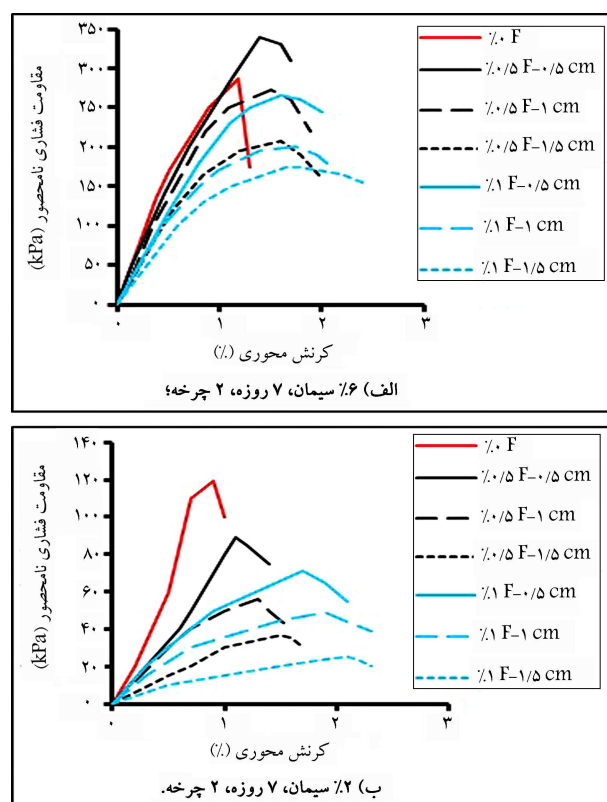 مقاومت فشاری نامحصور (kPa)
۳۵۰
۳۰۰
۲۵۰
۲۰۰
۱۵۰
۱۰۰
۵۰
۰
۰ ۱ ۲ ۳
کرنش محوری (٪)
٪۰ F
٪۰/۵ F-۰/۵ cm
٪۰/۵ F-۱ cm
٪۰/۵ F-۱/۵ cm
٪۱ F-۰/۵ cm
٪۱ F-۱ cm
٪۱ F-۱/۵ cm
الف) ۶٪ سیمان، ۷ روزه، ۲ چرخه؛
مقاومت فشاری نامحصور (kPa)
۱۴۰
۱۲۰
۱۰۰
۸۰
۶۰
۴۰
۲۰
۰
۰ ۱ ۲ ۳
کرنش محوری (٪)
٪۰ F
٪۰/۵ F-۰/۵ cm
٪۰/۵ F-۱ cm
٪۰/۵ F-۱/۵ cm
٪۱ F-۰/۵ cm
٪۱ F-۱ cm
٪۱ F-۱/۵ cm
ب) ۲٪ سیمان، ۷ روزه، ۲ چرخه.